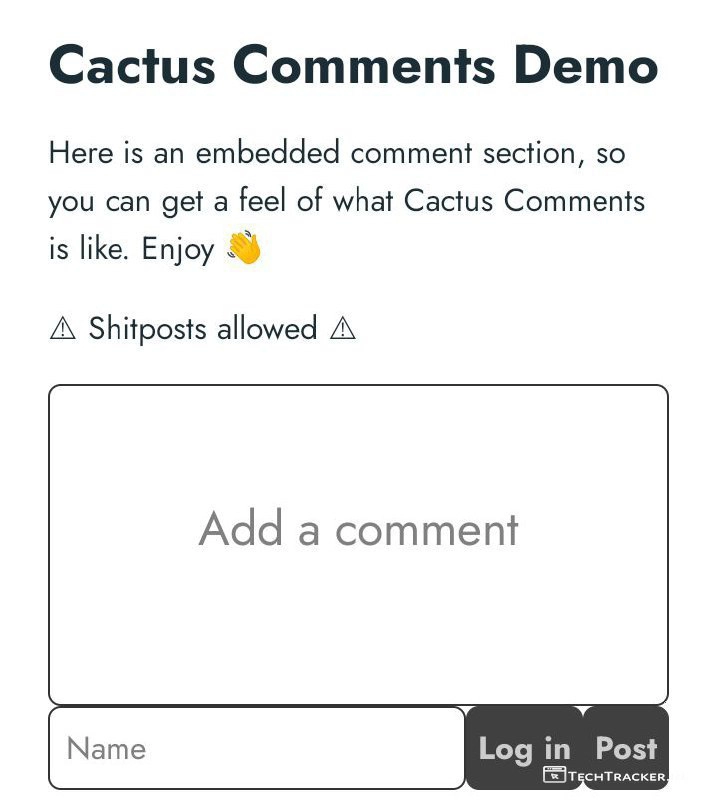 Cactus Comments Demo
Here is an embedded comment section, so
you can get a feel of what Cactus Comments
is like. Enjoy 👋
⚠ Shitposts allowed ⚠
Add a comment
Name
Log in
Post
TECHTRACKER.